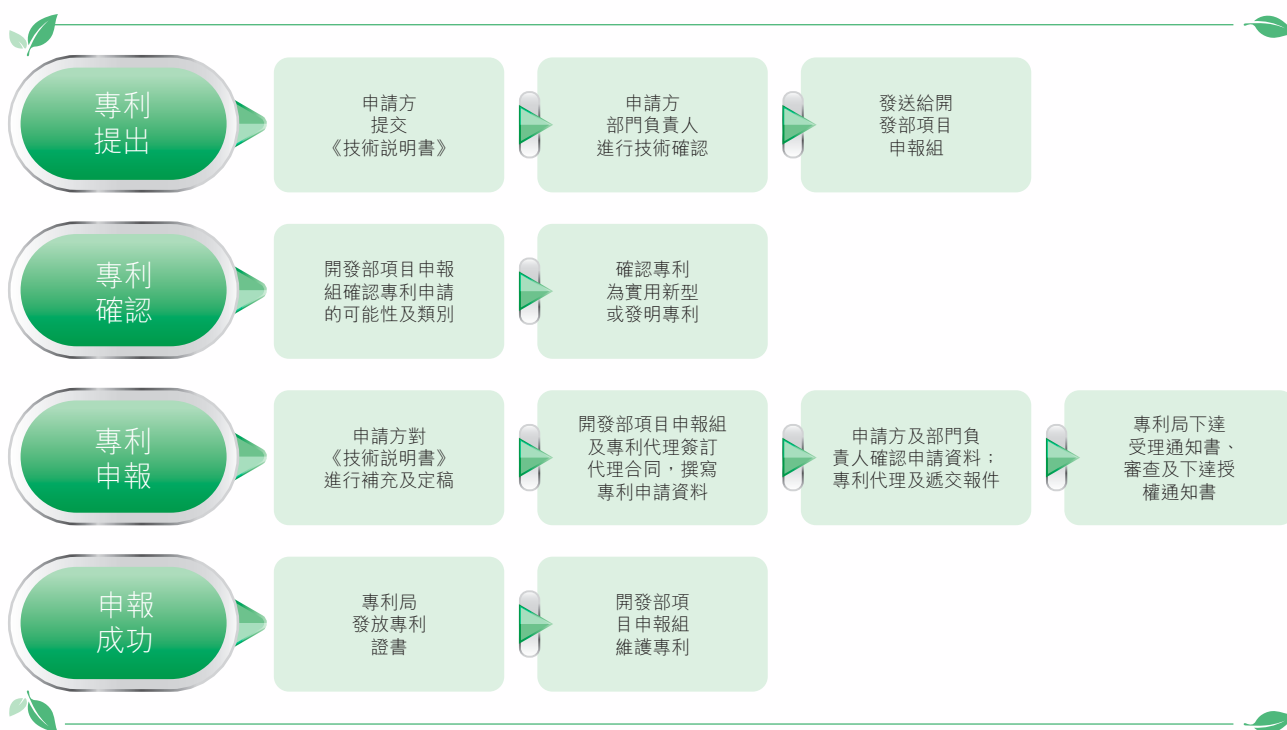 專利
提出
申請方
提交
《技術説明書》
申請方
部門負責人
進行技術確認
發送給開
發部項目
申報組
專利
確認
開發部項目申報
組確認專利申請
的可能性及類別
確認專利
為實用新型
或發明專利
專利
申報
申請方對
《技術説明書》
進行補充及定稿
開發部項目申報組
及專利代理簽訂
代理合同，撰寫
專利申請資料
申請方及部門負
責人確認申請資料；
專利代理及遞交報件
專利局下達
受理通知書、
審查及下達授
權通知書
申報
成功
專利局
發放專利
證書
開發部項
目申報組
維護專利